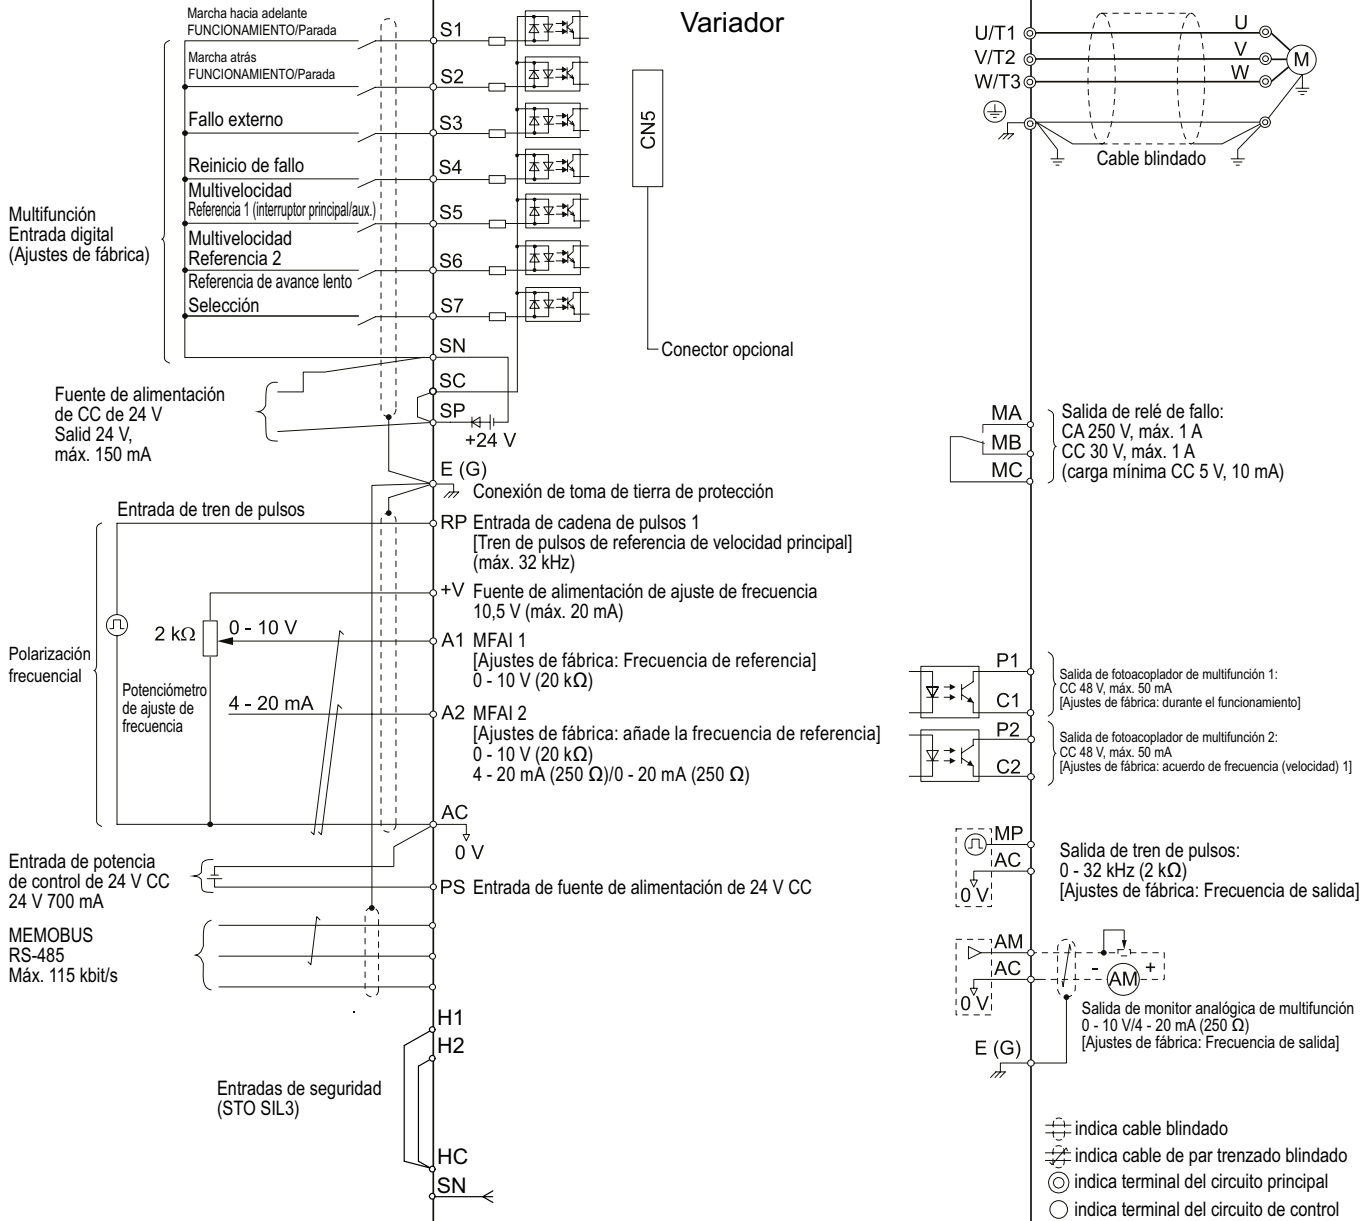 Variador
Marcha hacia adelante
FUNCIONAMIENTO/Parada
S1
Marcha atrás
FUNCIONAMIENTO/Parada
S2
Fallo externo
S3
Reinicio de fallo
S4
Multivelocidad
Referencia 1 (interruptor principal/aux.)
S5
Multivelocidad
Referencia 2
S6
Referencia de avance lento
Selección
S7
Multifunción
Entrada digital
(Ajustes de fábrica)
SN
SC
SP
+24 V
Fuente de alimentación
de CC de 24 V
Salid 24 V,
máx. 150 mA
CN5
Conector opcional
E (G)
Conexión de toma de tierra de protección
Entrada de tren de pulsos
RP
Entrada de cadena de pulsos 1
[Tren de pulsos de referencia de velocidad principal]
(máx. 32 kHz)
+V
Fuente de alimentación de ajuste de frecuencia
10,5 V (máx. 20 mA)
2 kΩ
0 - 10 V
A1
MFAI 1
[Ajustes de fábrica: Frecuencia de referencia]
0 - 10 V (20 kΩ)
Polarización
frecuencial
Potenciómetro
de ajuste de
frecuencia
4 - 20 mA
A2
MFAI 2
[Ajustes de fábrica: añade la frecuencia de referencia]
0 - 10 V (20 kΩ)
4 - 20 mA (250 Ω)/0 - 20 mA (250 Ω)
AC
0 V
Entrada de potencia
de control de 24 V CC
24 V 700 mA
PS
Entrada de fuente de alimentación de 24 V CC
MEMOBUS
RS-485
Máx. 115 kbit/s
H1
H2
Entradas de seguridad
(STO SIL3)
HC
SN
U/T1
V/T2
W/T3
U
V
W
M
Cable blindado
MA
MB
MC
Salida de relé de fallo:
CA 250 V, máx. 1 A
CC 30 V, máx. 1 A
(carga mínima CC 5 V, 10 mA)
P1
C1
Salida de fotoacoplador de multifunción 1:
CC 48 V, máx. 50 mA
[Ajustes de fábrica: durante el funcionamiento]
P2
C2
Salida de fotoacoplador de multifunción 2:
CC 48 V, máx. 50 mA
[Ajustes de fábrica: acuerdo de frecuencia (velocidad) 1]
MP
AC
0 V
Salida de tren de pulsos:
0 - 32 kHz (2 kΩ)
[Ajustes de fábrica: Frecuencia de salida]
AM
AC
0 V
- +
AM
Salida de monitor analógica de multifunción
0 - 10 V/4 - 20 mA (250 Ω)
[Ajustes de fábrica: Frecuencia de salida]
E (G)
indica cable blindado
indica cable de par trenzado blindado
indica terminal del circuito principal
indica terminal del circuito de control